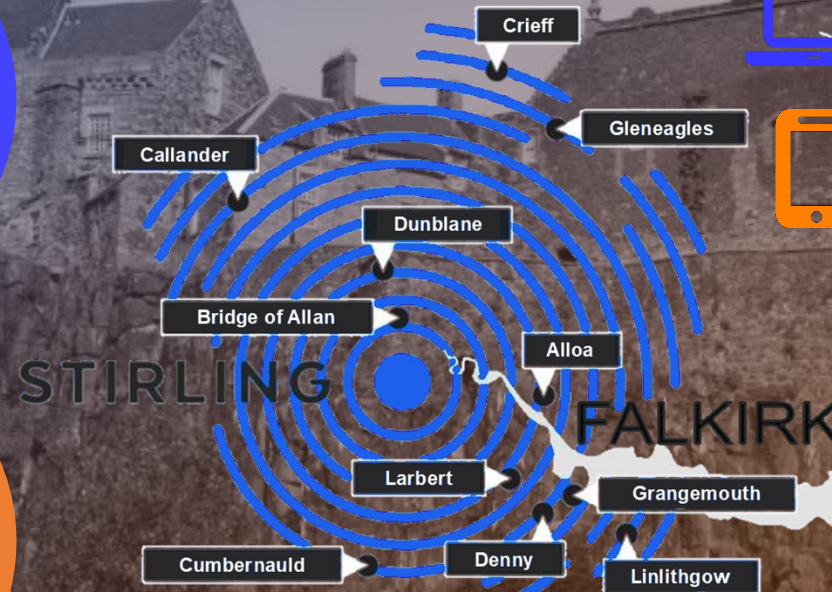 Crieff
Gleneagles
Callander
Dunblane
Bridge of Allan
Alloa
STIRLING
FALKIRK
Larbert
Grangemouth
Denny
Cumbernauld
Linlithgow